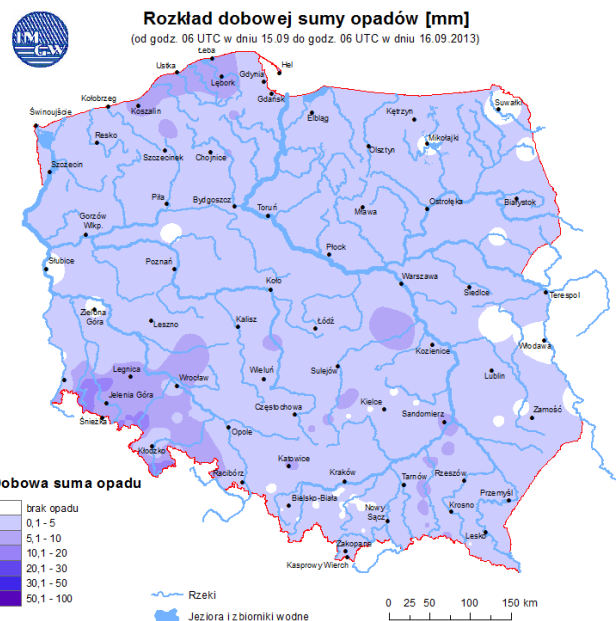 IM
GW
Rozkład dobowej sumy opadów [mm]
(od godz. 06 UTC w dniu 15.09 do godz. 06 UTC w dniu 16.09.2013)
Łeba
Ustka
Hel
Gdynia
Lębork
Gdańsk
Kołobrzeg
Koszalin
Świnoujście
Elbląg
Kętrzyn
Suwałki
Resko
Mikołajki
Olsztyn
Szczecinek
Chojnice
Szczecin
Piła
Bydgoszcz
Toruń
Mława
Ostrołęka
Białystok
Gorzów
Wlkp.
Płock
Słubice
Poznań
Koło
Warszawa
Siedlce
Terespol
Zielona
Góra
Leszno
Kalisz
Łódź
Kozienice
Włodawa
Legnica
Wrocław
Wieluń
Sulejów
Lublin
Jelenia Góra
Kielce
Częstochowa
Sandomierz
Zamość
Śnieżka
Opole
Kłodzko
Katowice
Racibórz
Kraków
Tarnów
Rzeszów
Bielsko-Biała
Przemyśl
Nowy
Sącz
Krosno
Lesko
Zakopane
Kasprowy Wierch
Dobowa suma opadu
brak opadu
0,1 - 5
5,1 - 10
10,1 - 20
20,1 - 30
30,1 - 50
50,1 - 100
Rzeki
Jeziora i zbiorniki wodne
0 25 50 100 150 km